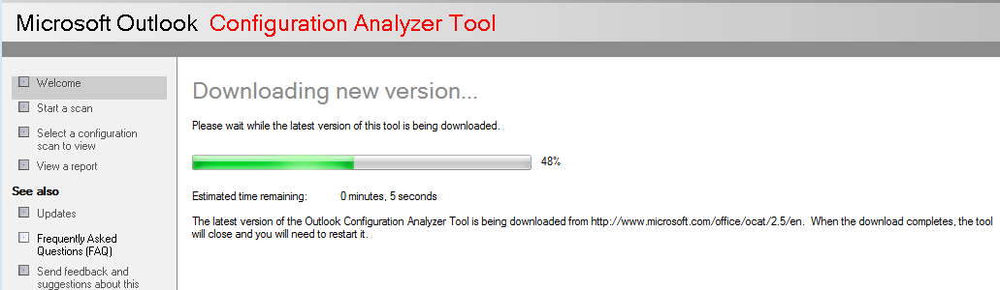 Microsoft Outlook Configuration Analyzer Tool
Welcome
Start a scan
Select a configuration
scan to view
View a report
See also
Updates
Frequently Asked
Questions (FAQ)
Send feedback and
suggestions about this
Downloading new version...
Please wait while the latest version of this tool is being downloaded.
48%
Estimated time remaining: 0 minutes, 5 seconds
The latest version of the Outlook Configuration Analyzer Tool is being downloaded from http://www.microsoft.com/office/ocat/2.5/en. When the download completes, the tool
will close and you will need to restart it.